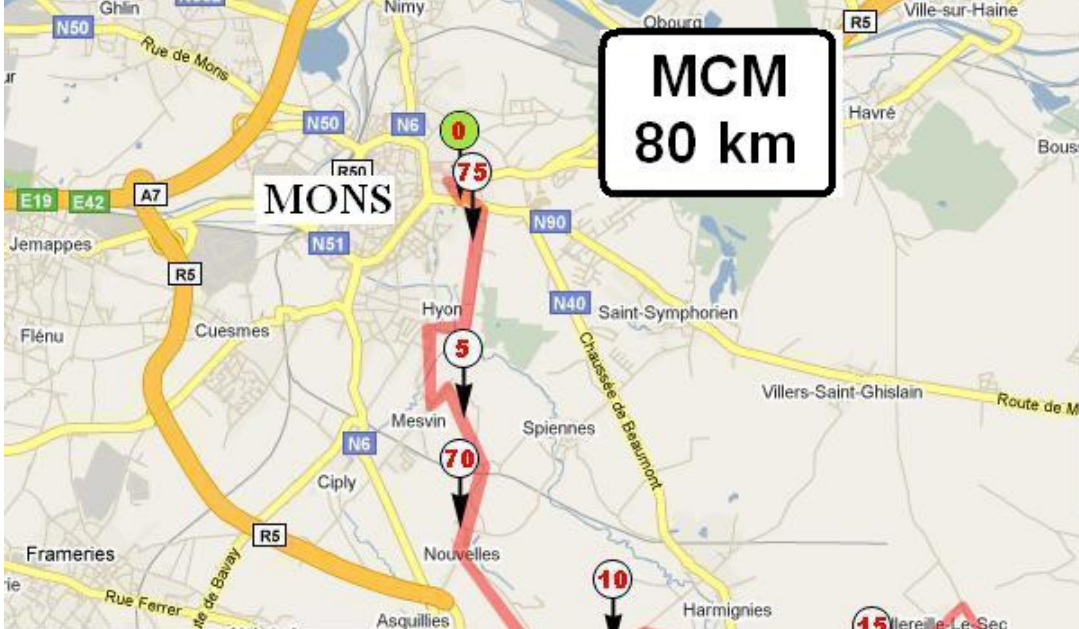 Ghlin
Nimy
N50
Obourg
R5
Ville-sur-Haine
Rue de Mons
MCM
80 km
Havré
N50
N6
0
Bous
75
R50
MONS
E19
E42
A7
N90
Jemappes
N51
R5
Hyon
N40
Saint-Symphorien
Flénu
Cuesmes
5
Chaussée de Beaumont
Villers-Saint-Ghislain
Route de M
Mesvin
Spiennes
N6
70
Ciply
R5
Frameries
Nouvelles
10
Rue Ferrer
te de Bavay
Harmignies
Asquillies
15